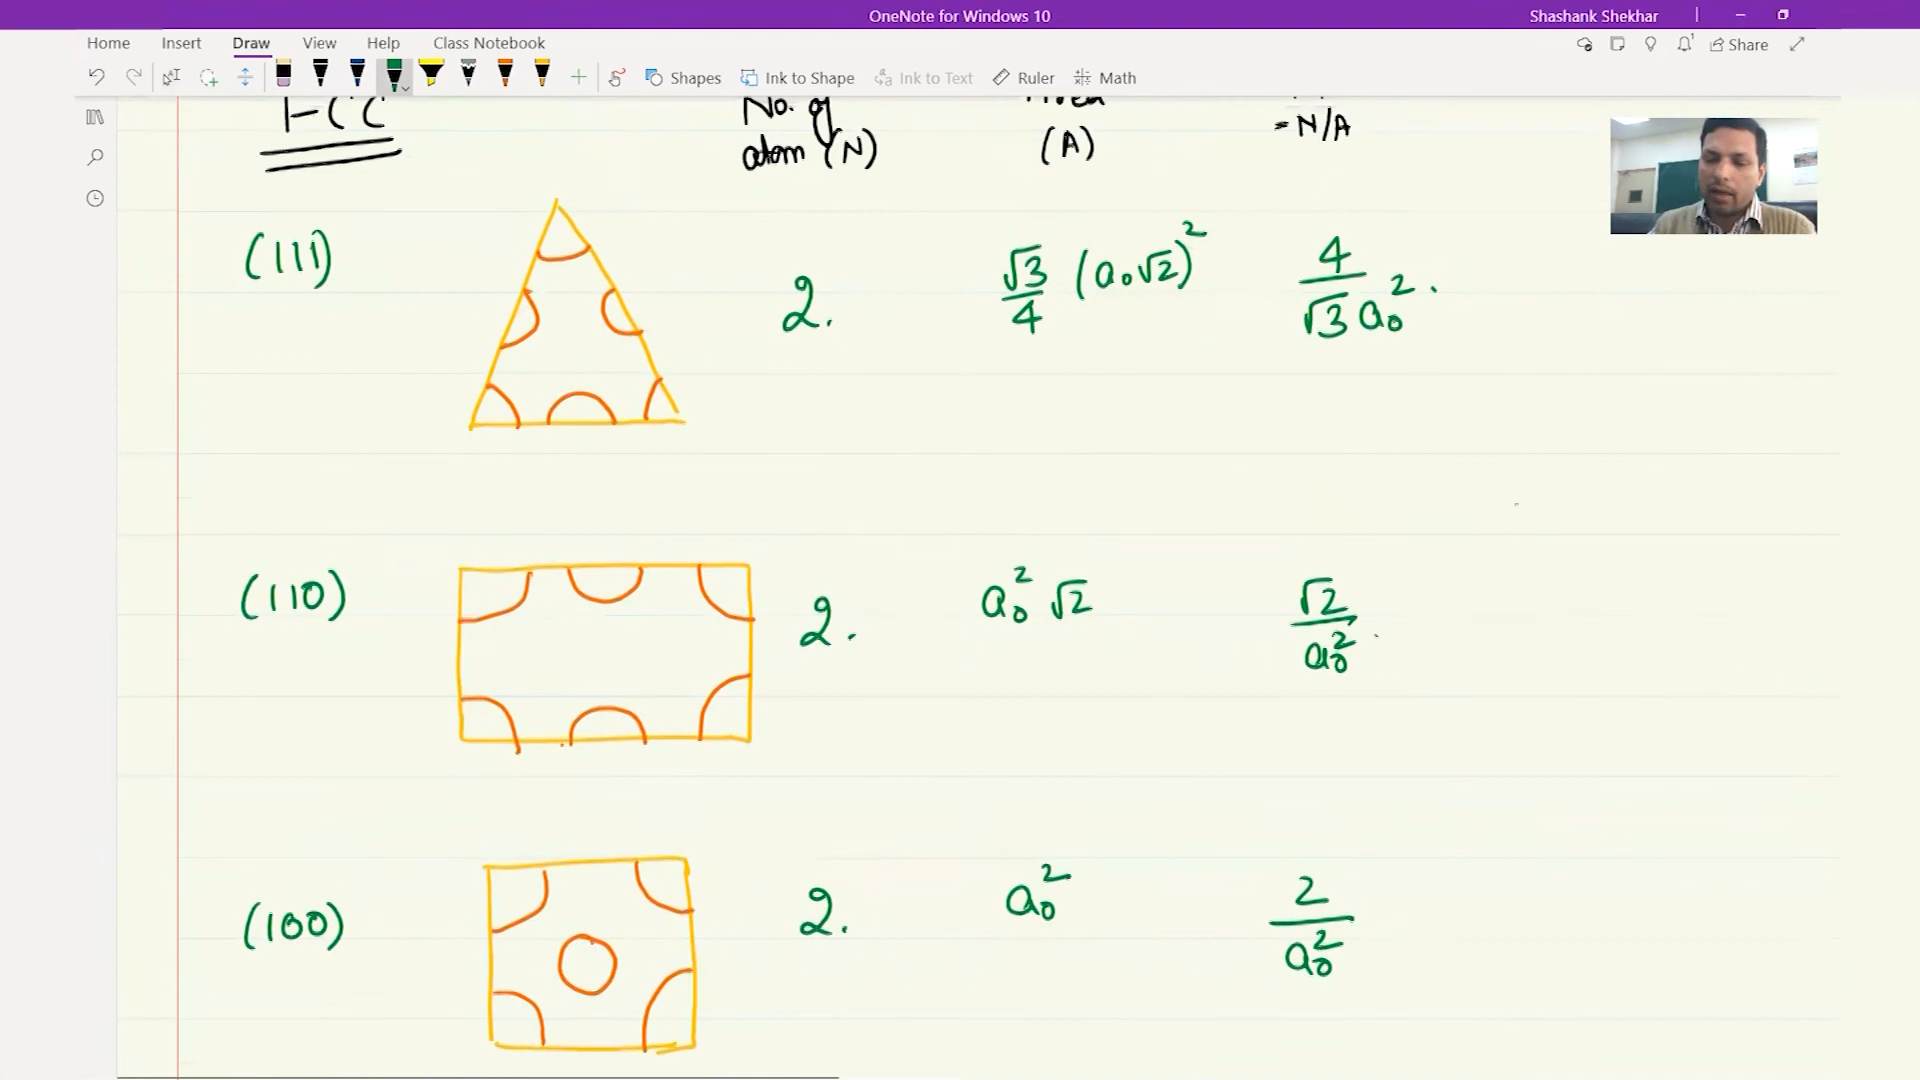 OneNote for Windows 10
Shashank Shekhar
Home Insert Draw View Help Class Notebook
Share
Shapes Ink to Shape Ink to Text Ruler Math
FCC
No. of
atom (N)
Area
(A)
= N/A
(111) 2. √3/4 (a₀√2)² 4/√3 a₀².
(110) 2. a₀² √2 √2/a₀²
(100) 2. a₀² 2/a₀²